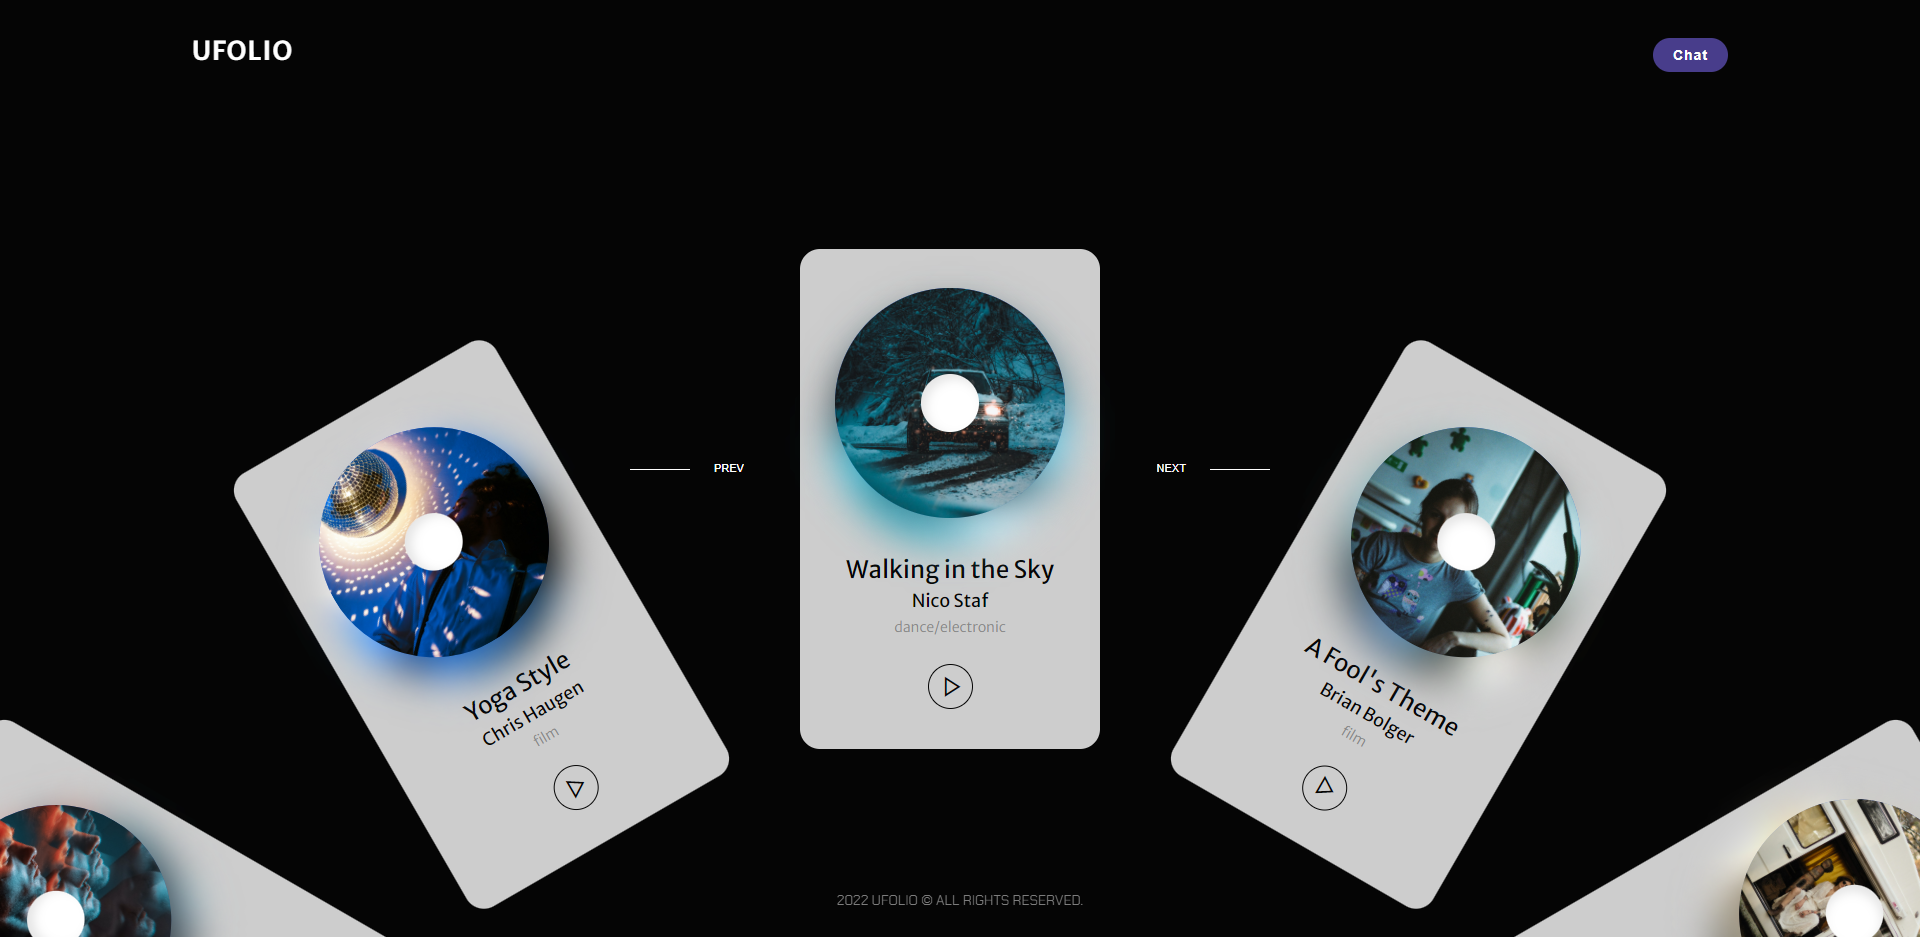 UFOLIO
Chat
PREV
NEXT
Walking in the Sky
Nico Staf
dance/electronic
Yoga Style
Chris Haugen
film
A Fool's Theme
Brian Bolger
film
2022 UFOLIO © ALL RIGHTS RESERVED.